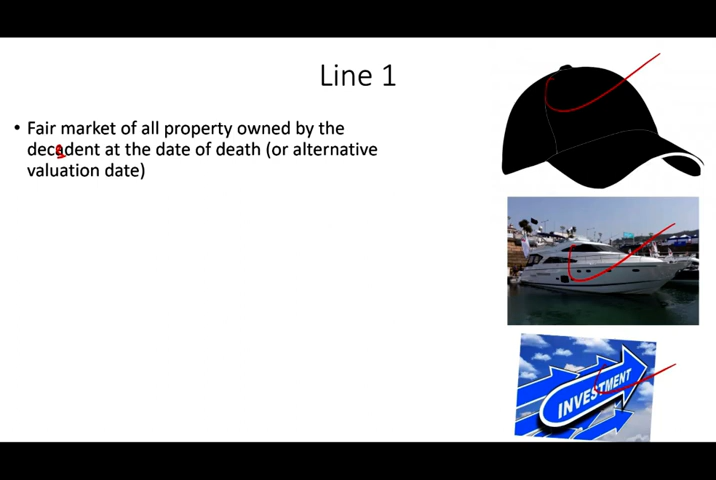 Line 1
• Fair market of all property owned by the
decadent at the date of death (or alternative
valuation date)
INVESTMENT